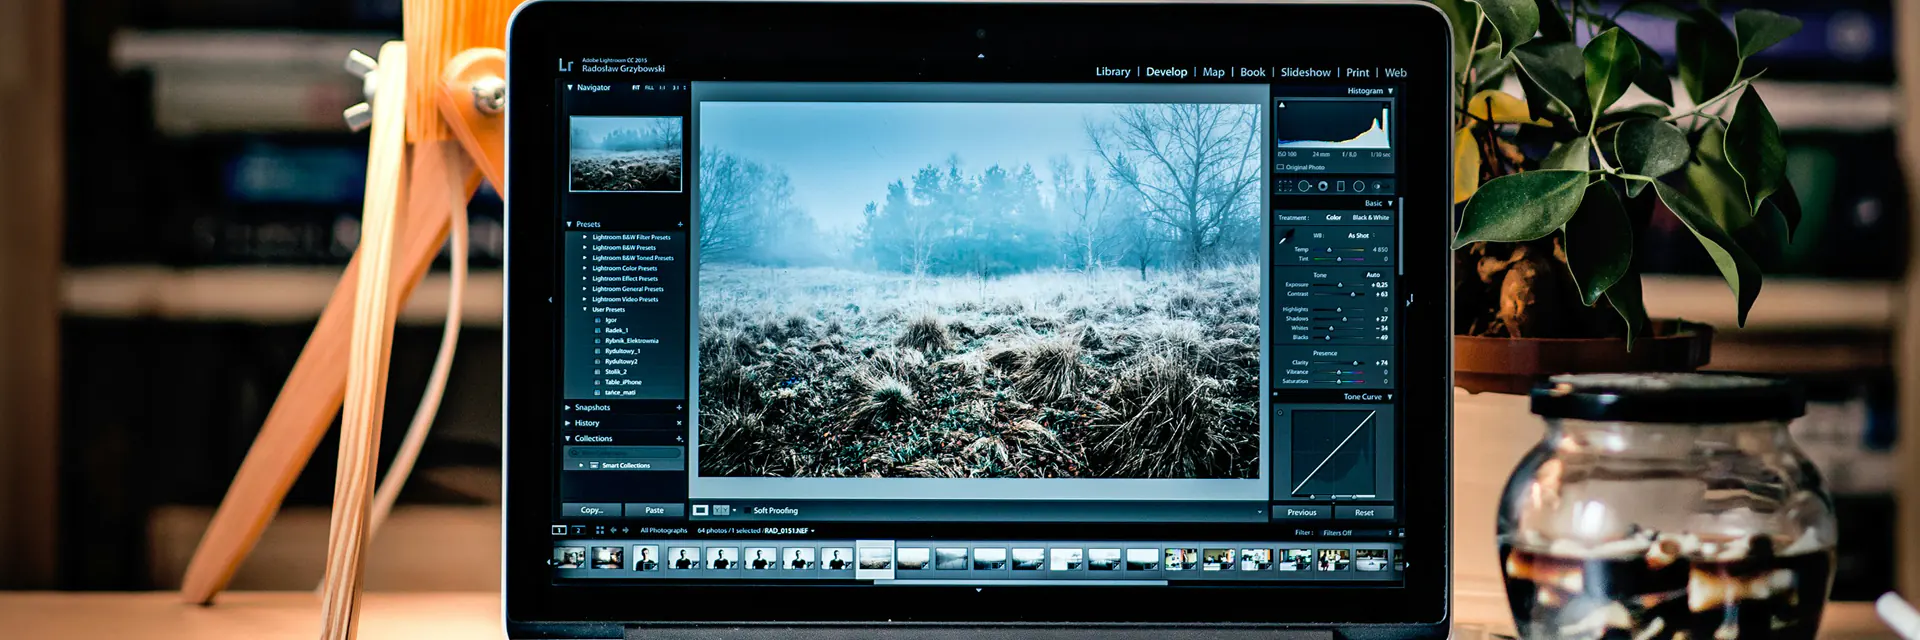 Lr Adobe Lightroom CC 2015
Radosław Grzybowski
Library | Develop | Map | Book | Slideshow | Print | Web
Navigator FIT FILL 1:1 3:1
Presets +
Lightroom B&W Filter Presets
Lightroom B&W Presets
Lightroom B&W Toned Presets
Lightroom Color Presets
Lightroom Effect Presets
Lightroom General Presets
Lightroom Video Presets
User Presets
Igor
Radek_1
Rybnik_Elektrownia
Rydultowy_1
Rydultowy2
Stolik_2
Table_iPhone
tańce_mati
Snapshots +
History ×
Collections +
Smart Collections
Copy... Paste
Soft Proofing
Histogram
ISO 100 24 mm f / 8,0 1/10 sec
Original Photo
Basic
Treatment : Color Black & White
WB : As Shot
Temp 4 850
Tint 0
Tone Auto
Exposure + 0,25
Contrast + 63
Highlights 0
Shadows + 27
Whites − 34
Blacks − 49
Presence
Clarity + 74
Vibrance 0
Saturation 0
Tone Curve
Previous Reset
1 2 All Photographs 64 photos / 1 selected / RAD_0151.NEF
Filter : Filters Off